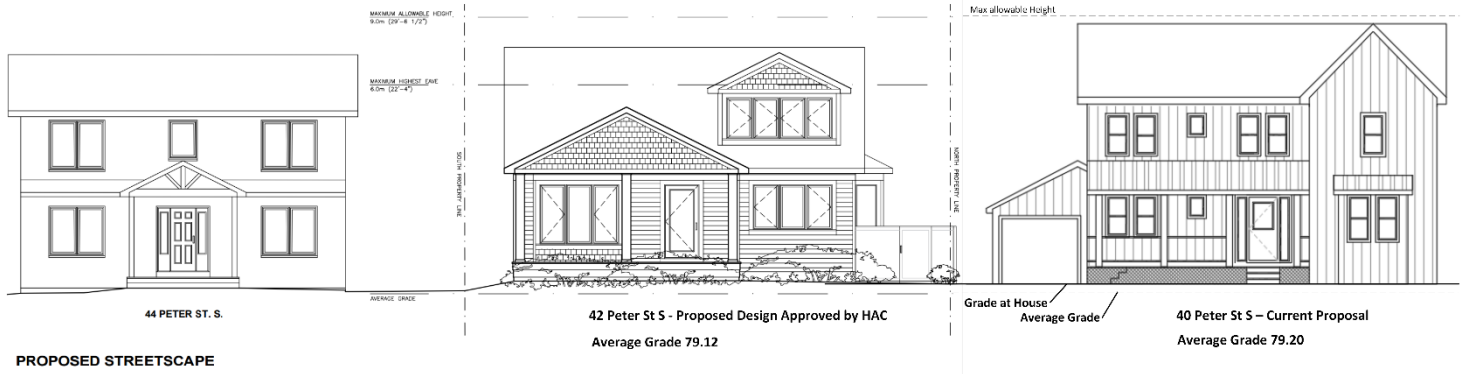 MAXIMUM ALLOWABLE HEIGHT
9.0m (29'-6 1/2")
MAXIMUM HIGHEST EAVE
6.0m (22'-4")
SOUTH PROPERTY LINE
NORTH PROPERTY LINE
Max allowable Height
AVERAGE GRADE
44 PETER ST. S.
42 Peter St S - Proposed Design Approved by HAC
Average Grade 79.12
Grade at House
Average Grade
40 Peter St S – Current Proposal
Average Grade 79.20
PROPOSED STREETSCAPE